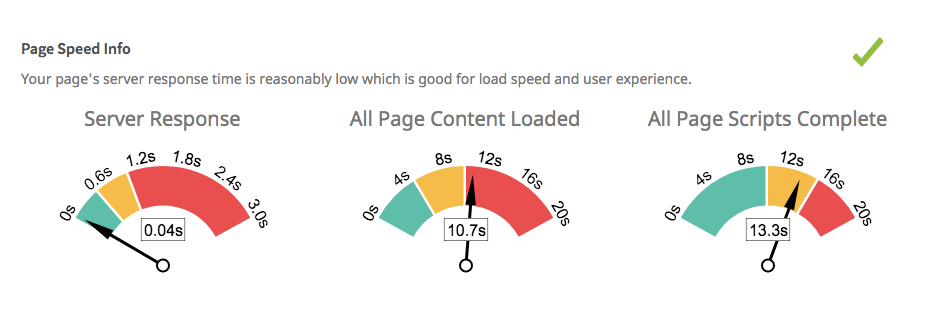 Page Speed Info
Your page's server response time is reasonably low which is good for load speed and user experience.
Server Response
0s 0.6s 1.2s 1.8s 2.4s 3.0s
0.04s
All Page Content Loaded
0s 4s 8s 12s 16s 20s
10.7s
All Page Scripts Complete
0s 4s 8s 12s 16s 20s
13.3s